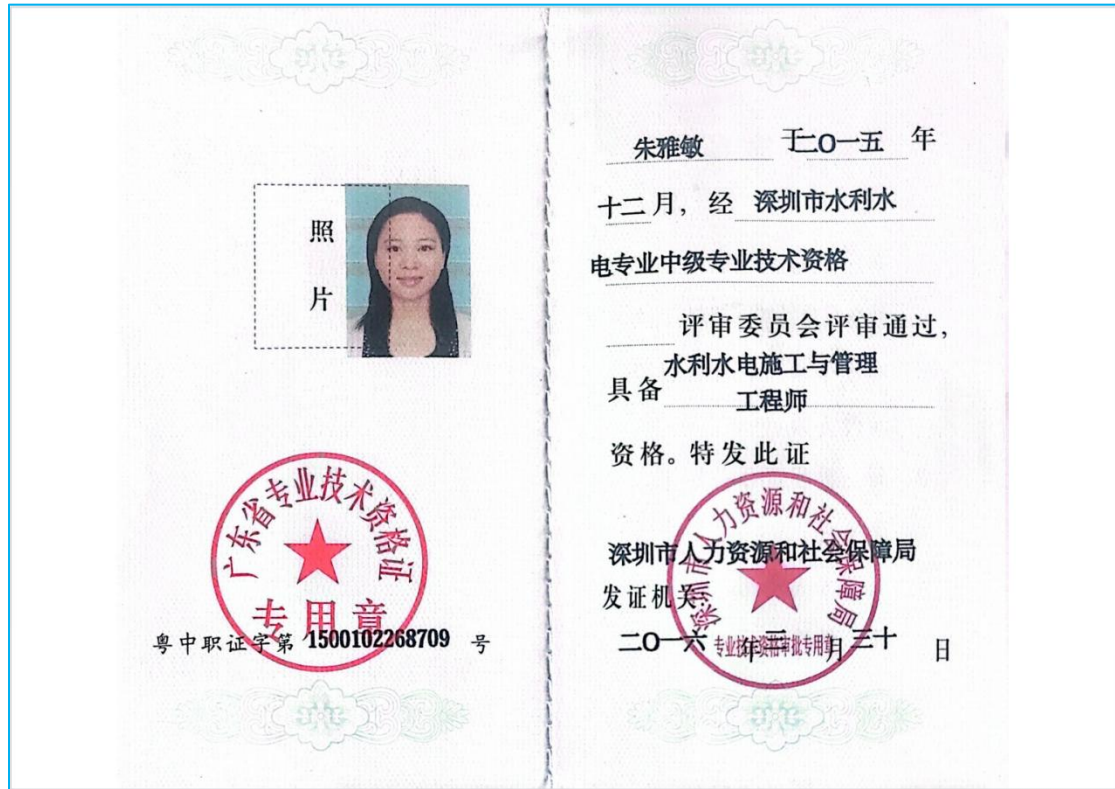 照
片
广东省专业技术资格证
专用章
粤中职证字第 1500102268709 号
朱雅敏 于二O一五 年
十二月，经 深圳市水利水
电专业中级专业技术资格
评审委员会评审通过，
水利水电施工与管理
具备
工程师
资格。特发此证
深圳市人力资源和社会保障局
深圳市人力资源和社会保障局
发证机关：
专业技术资格审批专用章
二O一六 年三月三十 日